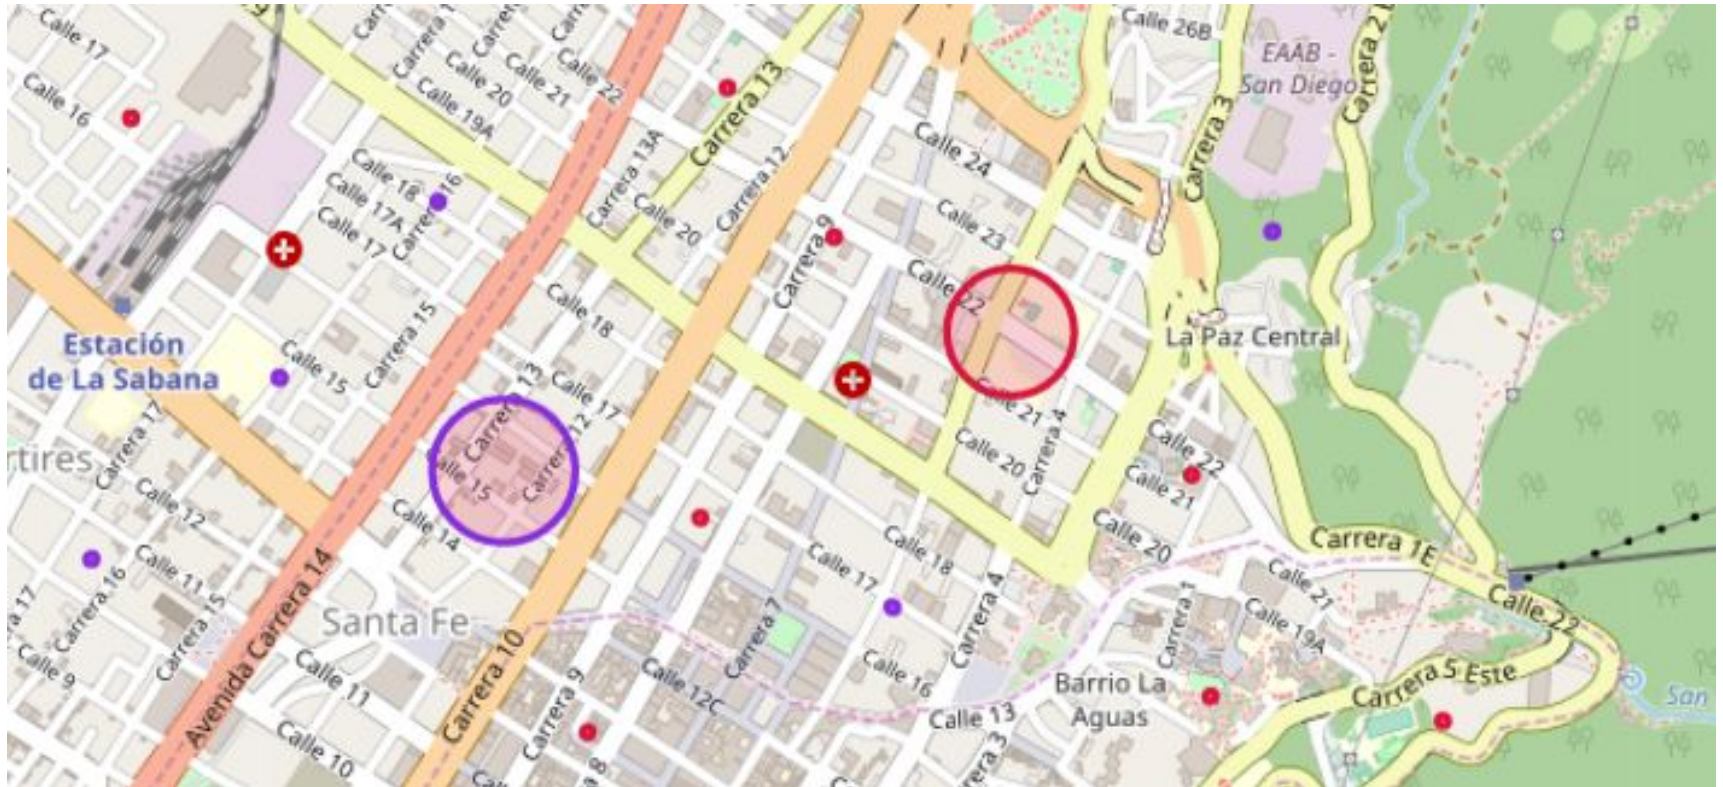 Calle 17
Calle 16
Calle 19A
Calle 20
Calle 21
Calle 22
Carrera 13
Calle 26B
EAAB -
San Diego
Carrera 3
Calle 24
Calle 23
Calle 22
Carrera 13A
Calle 20
Carrera 12
Carrera 9
Calle 18
Calle 17A
Calle 17
Calle 18
Carrera 15
Calle 15
Estación
de La Sabana
La Paz Central
Carrera 13
Calle 17
Carrera 12
Calle 15
Calle 14
Carrera 17
Calle 12
Calle 11
Carrera 16
Carrera 15
Calle 9
Avenida Carrera 14
Santa Fe
Calle 11
Calle 10
Carrera 10
Carrera 9
Calle 12C
Carrera 7
Calle 21
Calle 20
Carrera 4
Calle 22
Calle 21
Calle 20
Calle 18
Calle 17
Calle 16
Carrera 4
Calle 13
Barrio La
Aguas
Carrera 1
Calle 19A
Calle 21
Carrera 1E
Calle 22
Carrera 5 Este
San